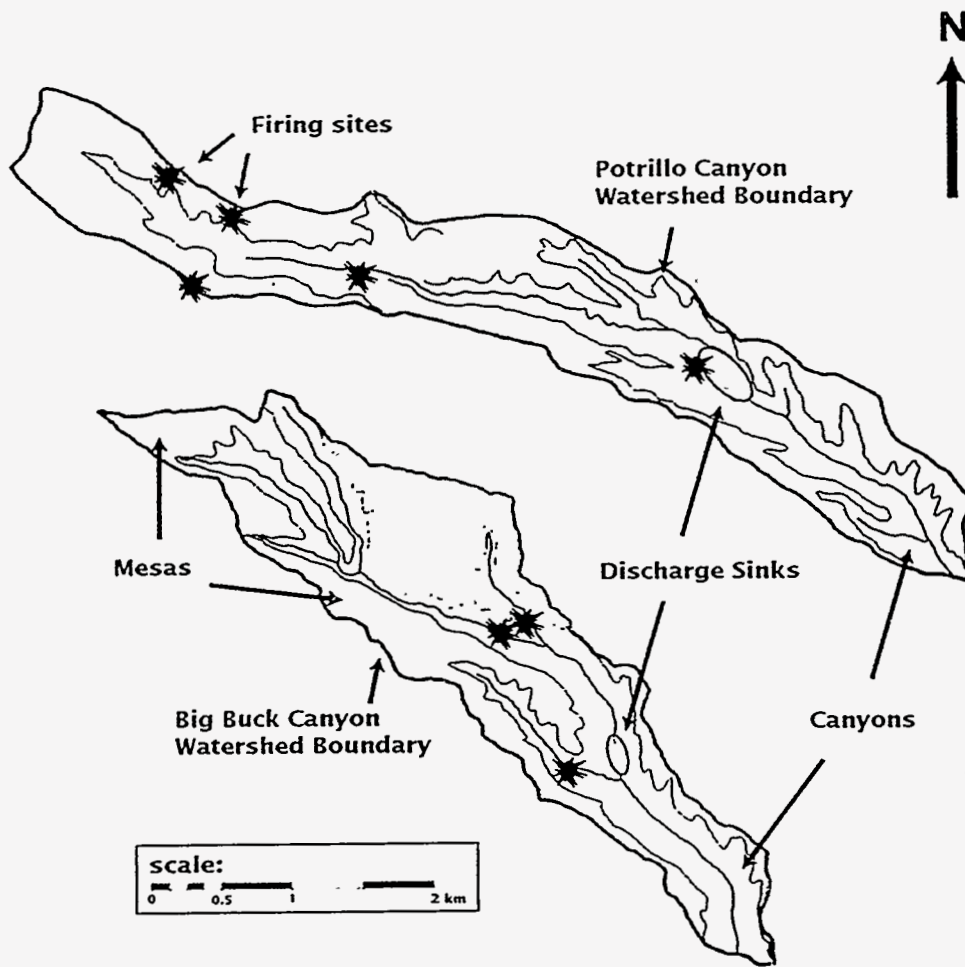 N
Firing sites
Potrillo Canyon
Watershed Boundary
Mesas
Discharge Sinks
Big Buck Canyon
Watershed Boundary
Canyons
scale:
0 0.5 1 2 km